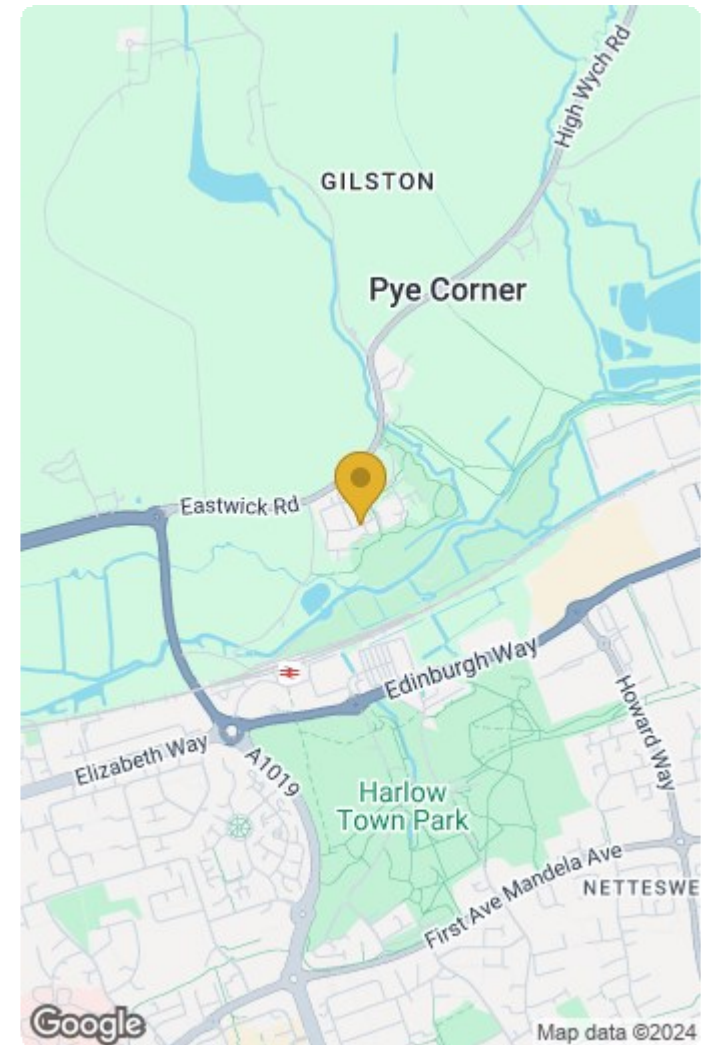 High Wych Rd
GILSTON
Pye Corner
Eastwick Rd
Edinburgh Way
Elizabeth Way
A1019
Howard Way
Harlow
Town Park
First Ave Mandela Ave
NETTESWE
Google
Map data ©2024